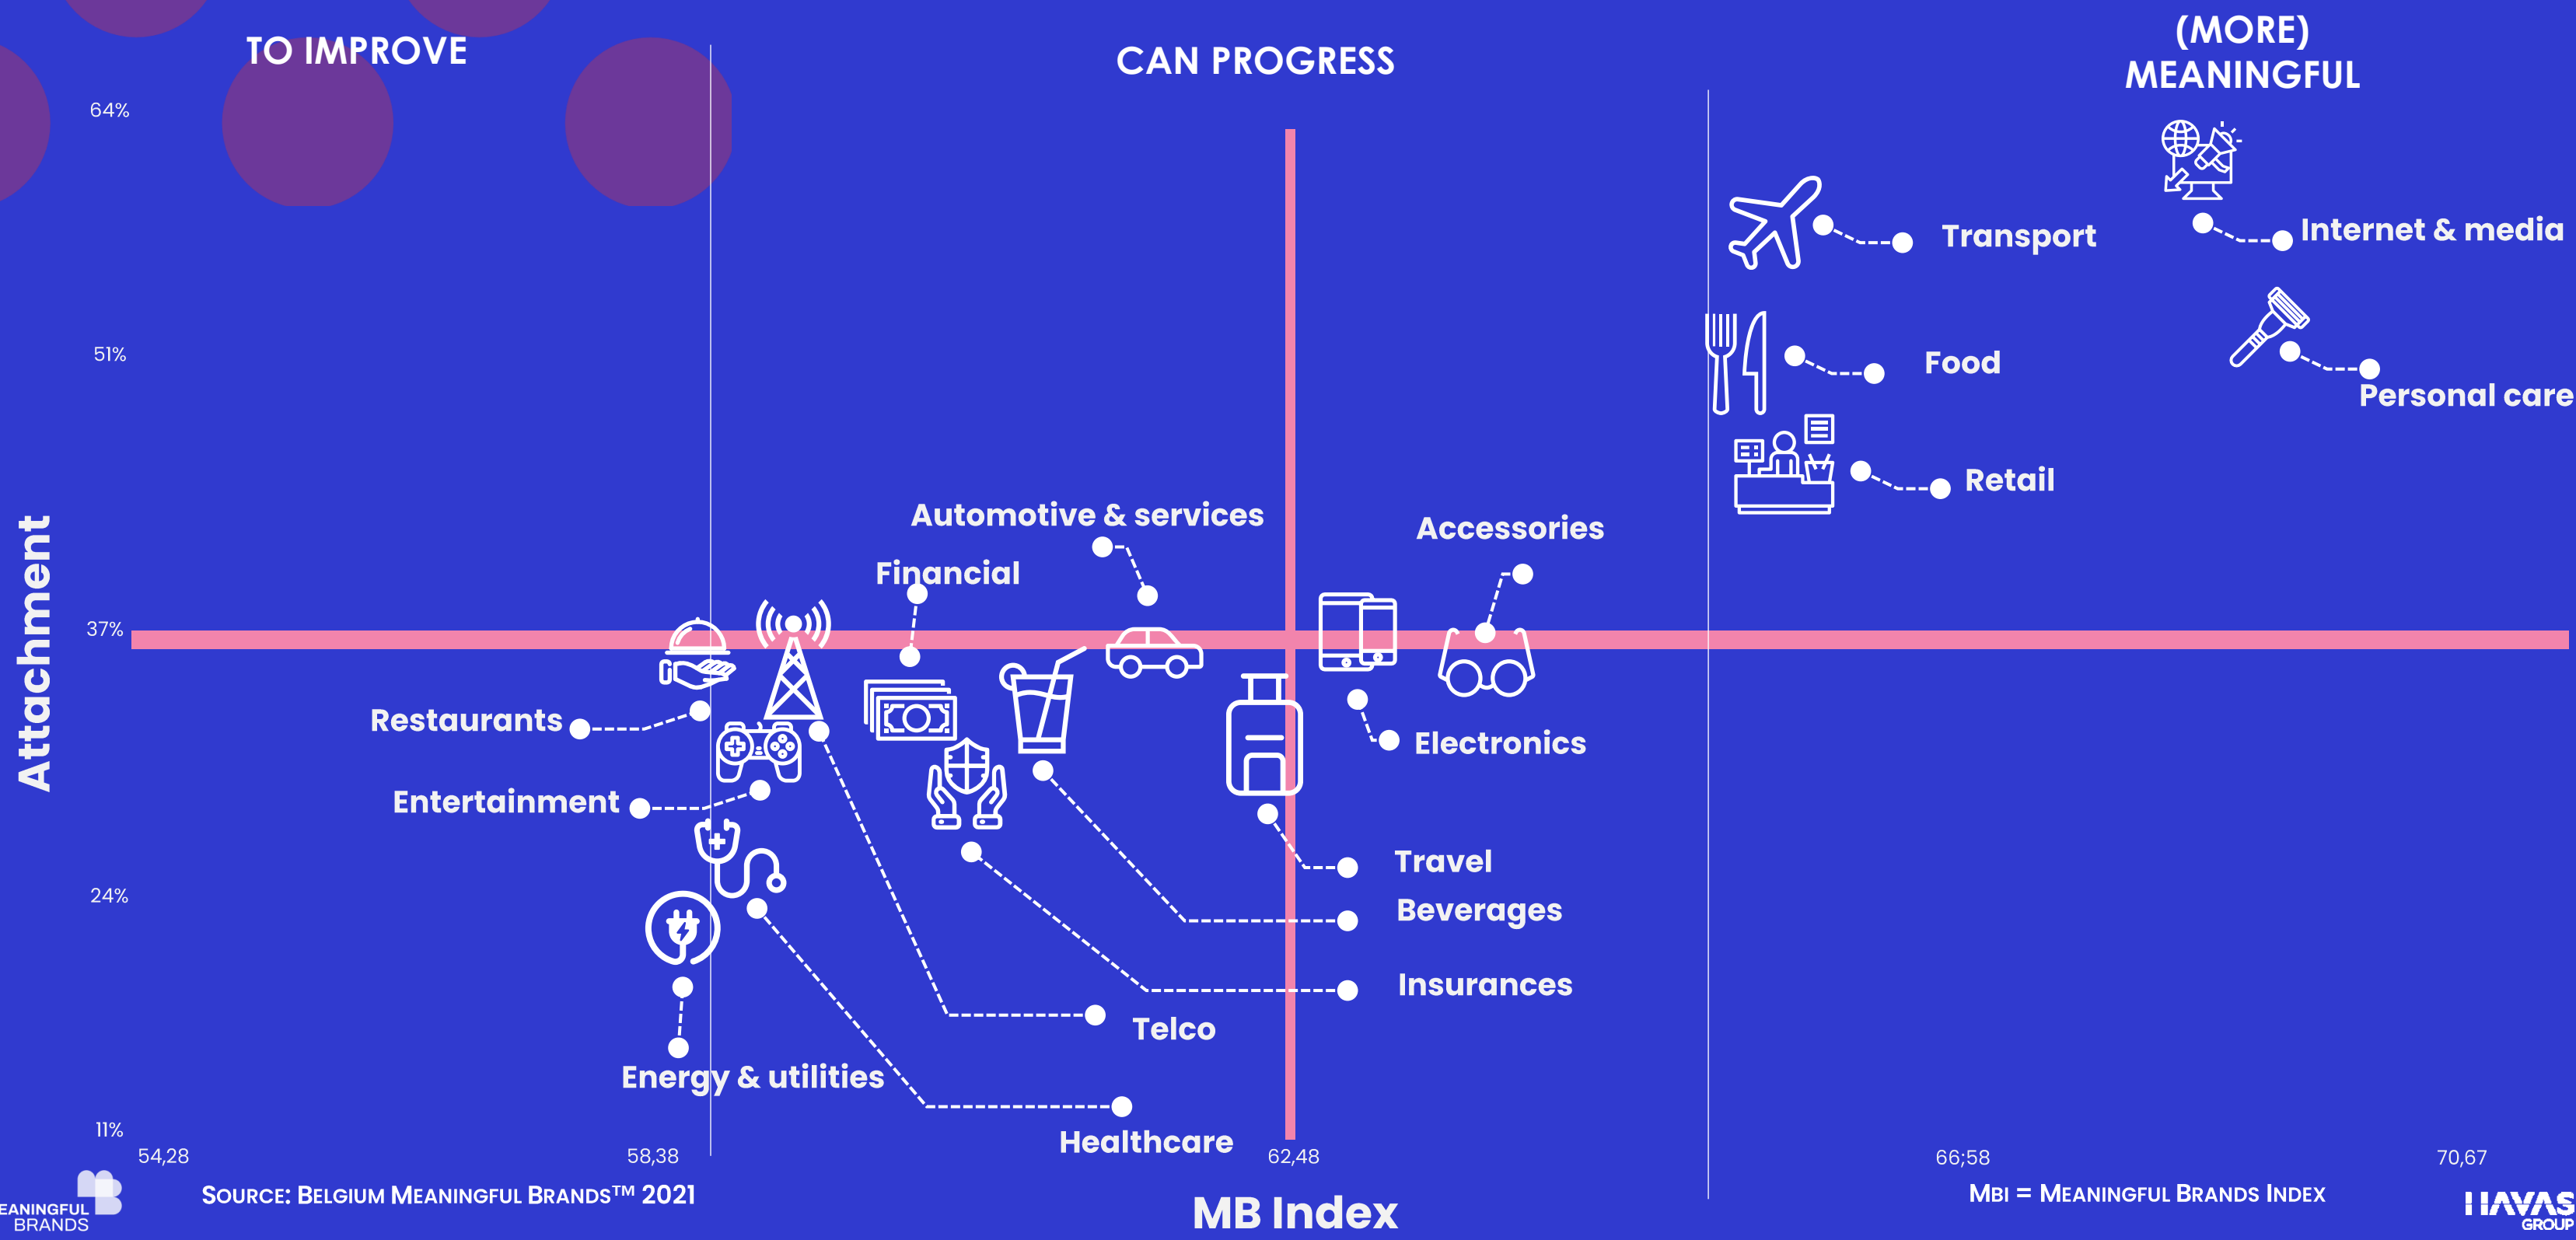 TO IMPROVE
CAN PROGRESS
(MORE)
MEANINGFUL
64%
Transport
Internet & media
51%
Food
Personal care
Retail
Automotive & services
Accessories
Financial
37%
Attachment
Restaurants
Electronics
Entertainment
Travel
24%
Beverages
Insurances
Telco
Energy & utilities
11%
Healthcare
54,28
58,38
62,48
66;58
70,67
SOURCE: BELGIUM MEANINGFUL BRANDS™ 2021
MB Index
MBI = MEANINGFUL BRANDS INDEX
EANINGFUL
BRANDS
HAVAS
GROUP